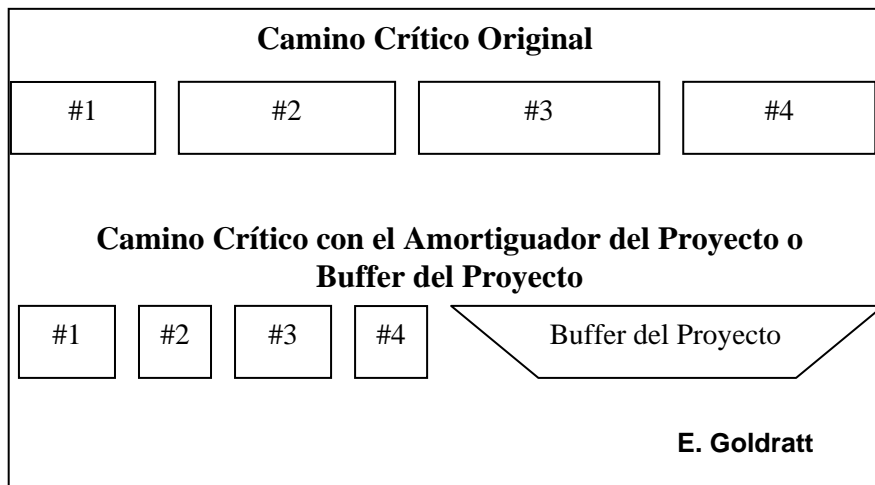 Camino Crítico Original
#1 #2 #3 #4
Camino Crítico con el Amortiguador del Proyecto o
Buffer del Proyecto
#1 #2 #3 #4 Buffer del Proyecto
E. Goldratt